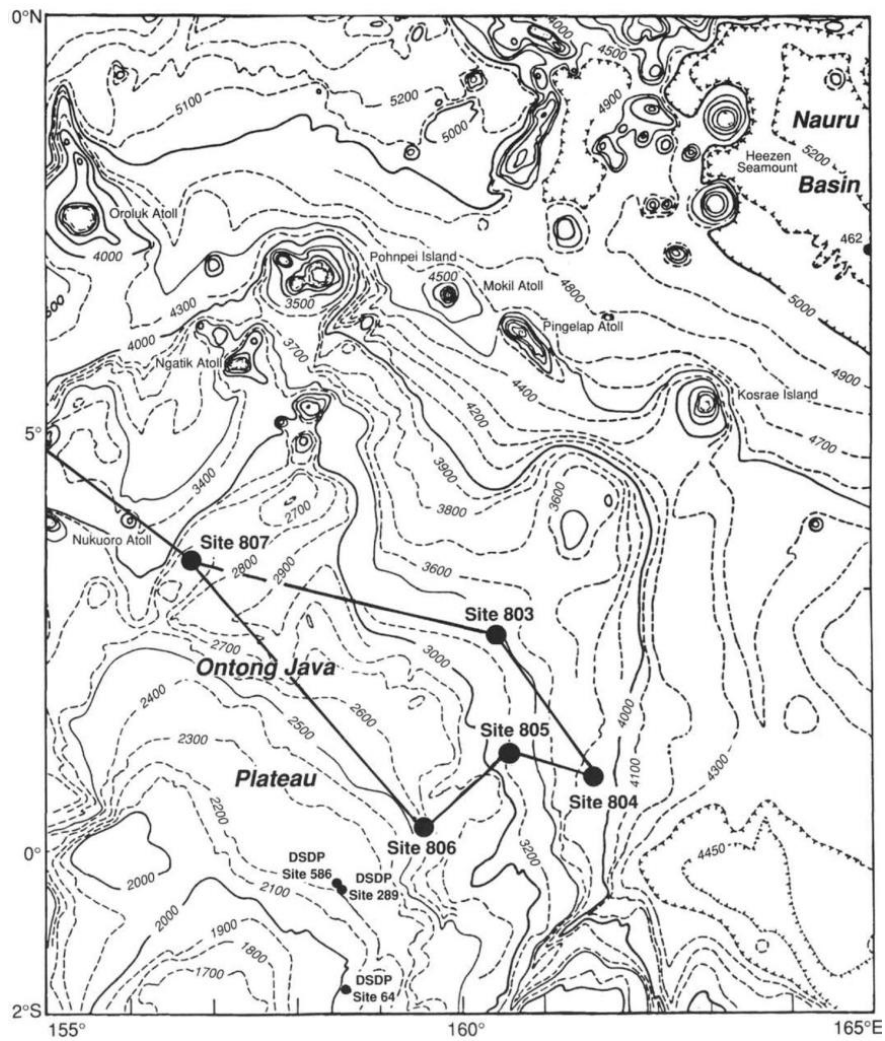 0°N
4000
4500
5100
5200
5000
4900
Nauru
Heezen
Seamount
5200
Basin
Oroluk Atoll
462
4000
Pohnpei Island
4500
Mokil Atoll
4300
3500
4800
5000
4000
3700
Pingelap Atoll
Ngatik Atoll
4400
4900
Kosrae Island
4200
5°
4700
3900
3400
3600
2700
3800
Nukuoro Atoll
Site 807
2800
2900
3600
Site 803
2700
3000
Ontong Java
2400
2600
4000
2500
Site 805
2300
4100
4300
Plateau
Site 804
2200
0°
Site 806
DSDP
Site 586
DSDP
Site 289
3200
4450
2000
2100
2000
1900
1800
1700
DSDP
Site 64
2°S
155°
160°
165°E